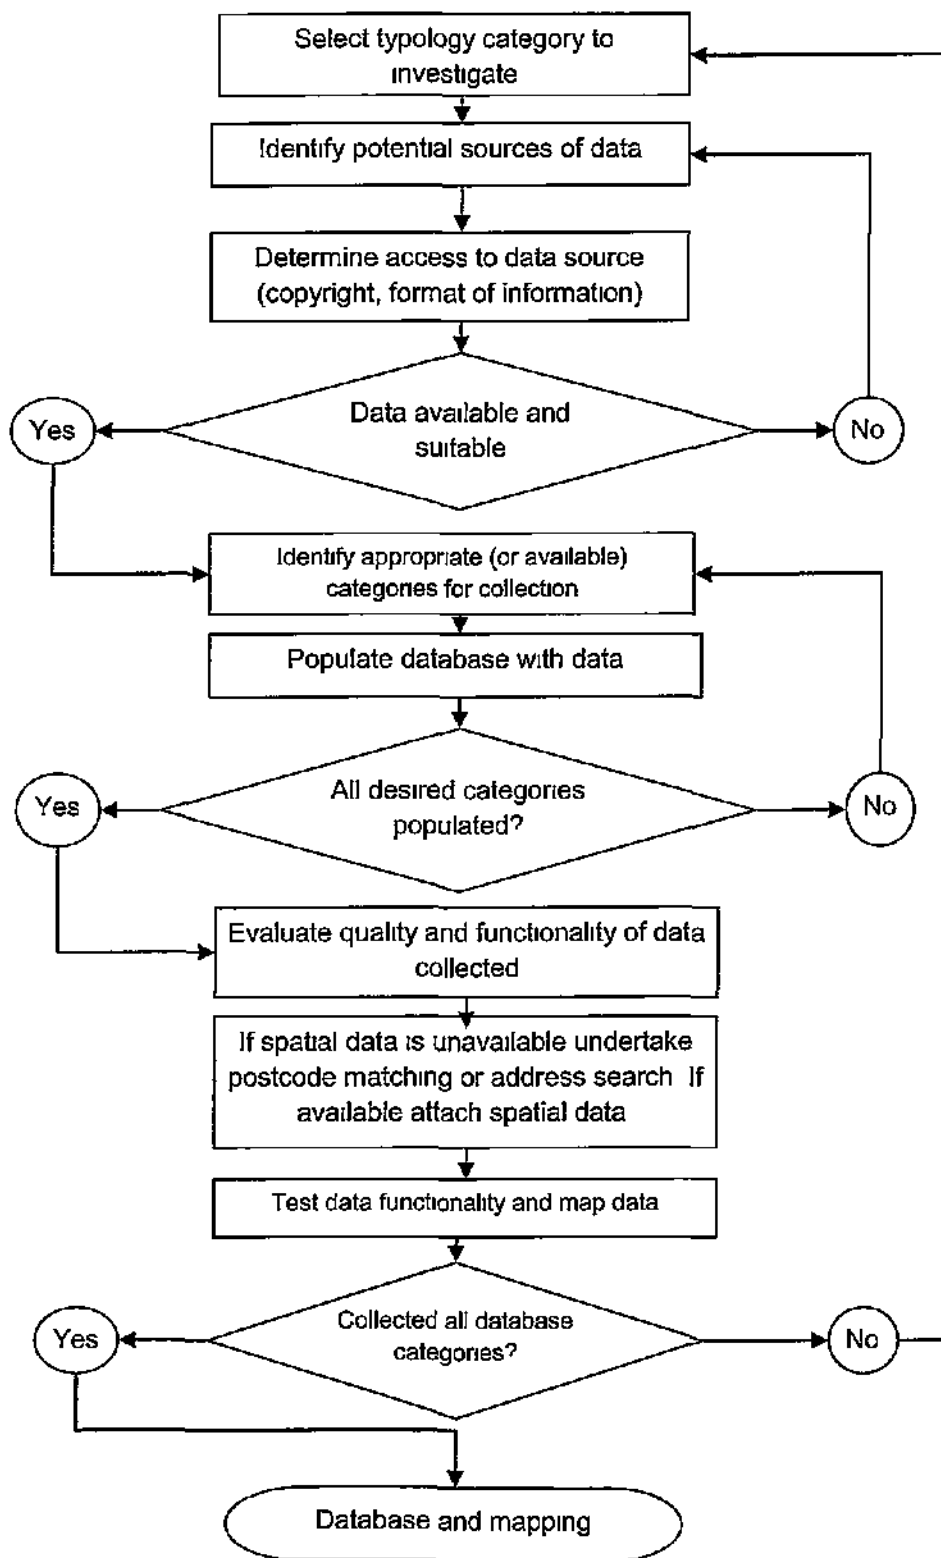 Select typology category to
investigate
Identify potential sources of data
Determine access to data source
(copyright, format of information)
Data available and
suitable
Yes
No
Identify appropriate (or available)
categories for collection
Populate database with data
All desired categories
populated?
Yes
No
Evaluate quality and functionality of data
collected
If spatial data is unavailable undertake
postcode matching or address search If
available attach spatial data
Test data functionality and map data
Collected all database
categories?
Yes
No
Database and mapping